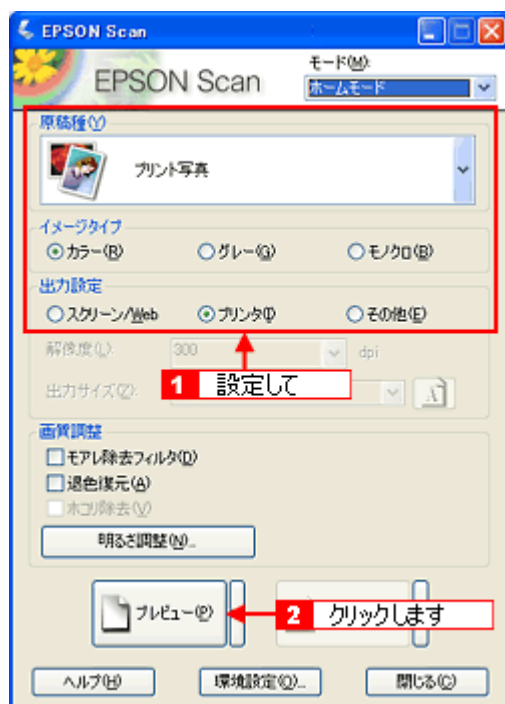 EPSON Scan
EPSON Scan
モード(M):
ホームモード
原稿種(Y)
プリント写真
イメージタイプ
カラー(R) グレー(G) モノクロ(B)
出力設定
スクリーン/Web プリンタ(I) その他(E)
解像度(L): 300 dpi
出力サイズ(Z):
1 設定して
画質調整
モアレ除去フィルタ(D)
退色復元(A)
ホコリ除去(V)
明るさ調整(N)...
プレビュー(P)
2 クリックします
ヘルプ(H) 環境設定(O)... 閉じる(C)